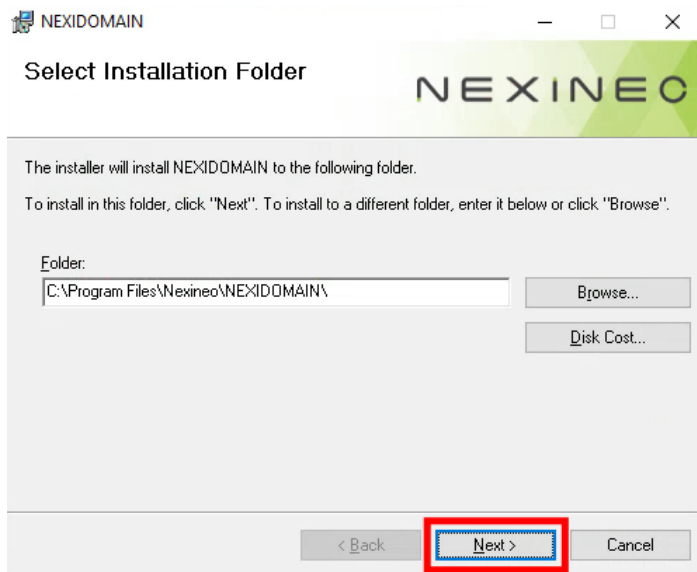 NEXIDOMAIN
Select Installation Folder
NEXINEO
The installer will install NEXIDOMAIN to the following folder.
To install in this folder, click "Next". To install to a different folder, enter it below or click "Browse".
Folder:
C:\Program Files\Nexineo\NEXIDOMAIN\
Browse...
Disk Cost...
< Back
Next >
Cancel